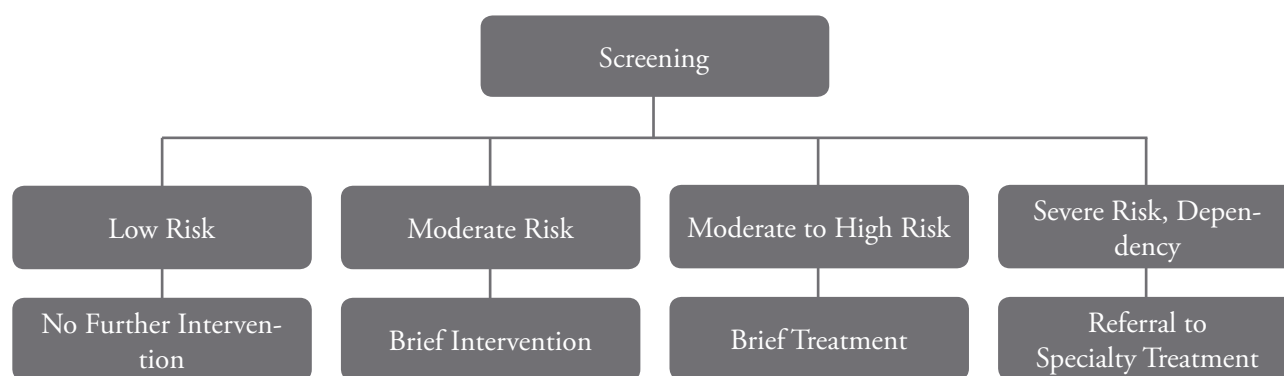 Screening
Low Risk
Moderate Risk
Moderate to High Risk
Severe Risk, Depen-
dency
No Further Interven-
tion
Brief Intervention
Brief Treatment
Referral to
Specialty Treatment